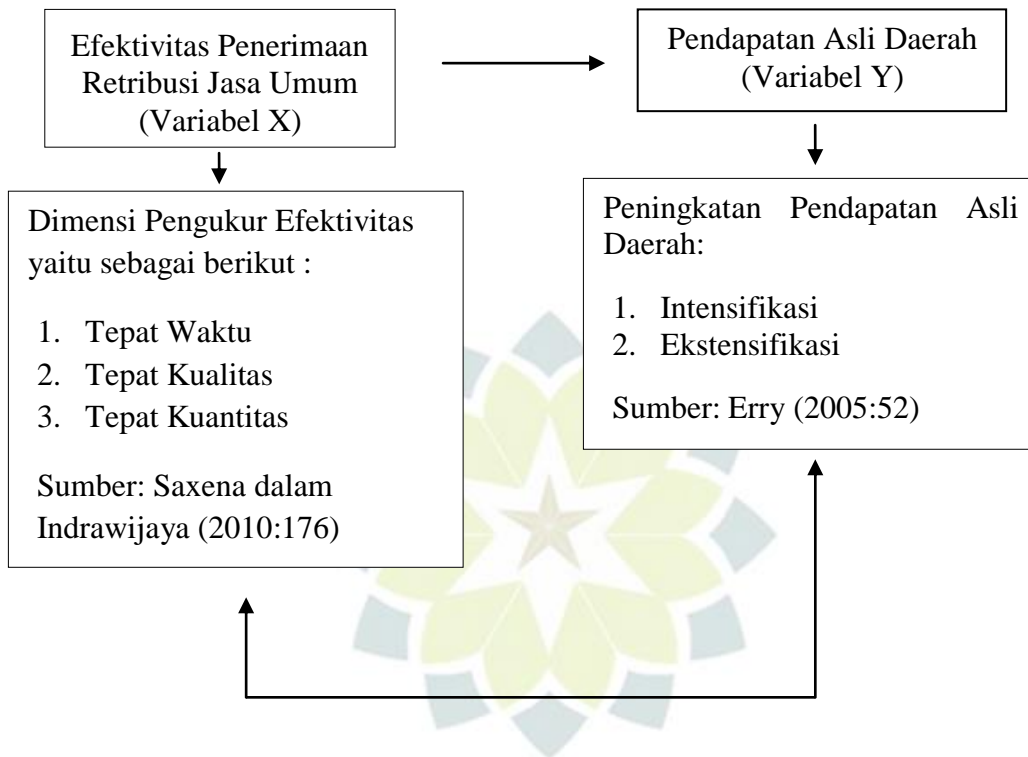 Efektivitas Penerimaan
Retribusi Jasa Umum
(Variabel X)
Pendapatan Asli Daerah
(Variabel Y)
Dimensi Pengukur Efektivitas
yaitu sebagai berikut :
1. Tepat Waktu
2. Tepat Kualitas
3. Tepat Kuantitas
Sumber: Saxena dalam
Indrawijaya (2010:176)
Peningkatan Pendapatan Asli
Daerah:
1. Intensifikasi
2. Ekstensifikasi
Sumber: Erry (2005:52)